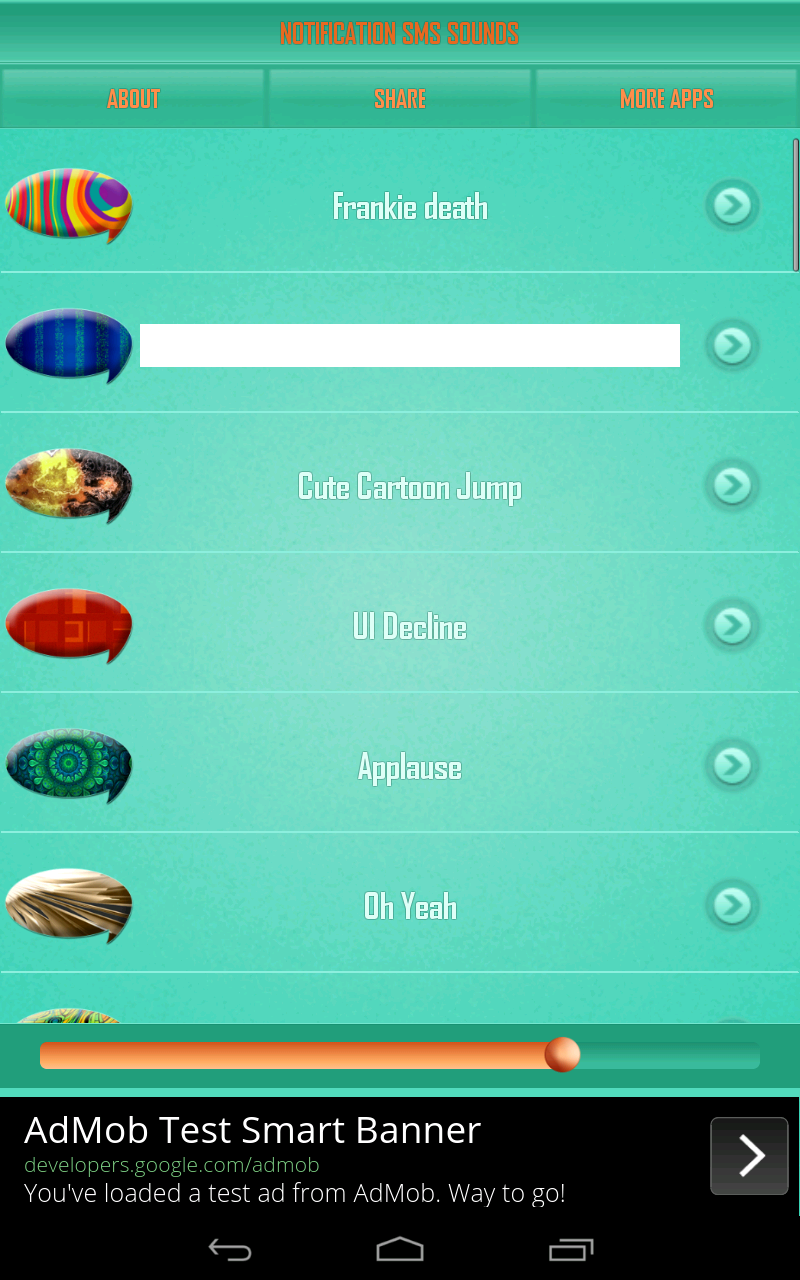 NOTIFICATION SMS SOUNDS
ABOUT
SHARE
MORE APPS
Frankie death
Cute Cartoon Jump
UI Decline
Applause
Oh Yeah
AdMob Test Smart Banner
developers.google.com/admob
You've loaded a test ad from AdMob. Way to go!